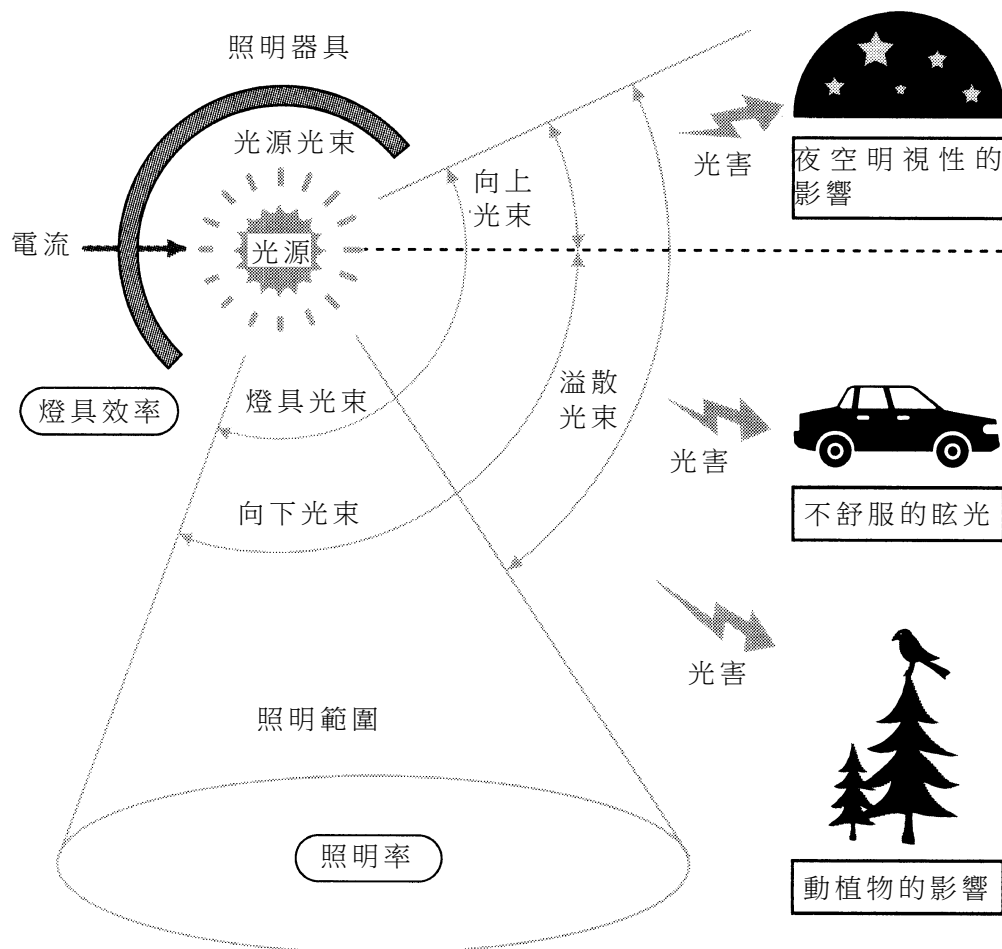 照明器具
光源光束
電流
光源
燈具效率
向上
光束
光害
夜空明視性的
影響
燈具光束
溢散
光束
光害
不舒服的眩光
向下光束
光害
照明範圍
照明率
動植物的影響